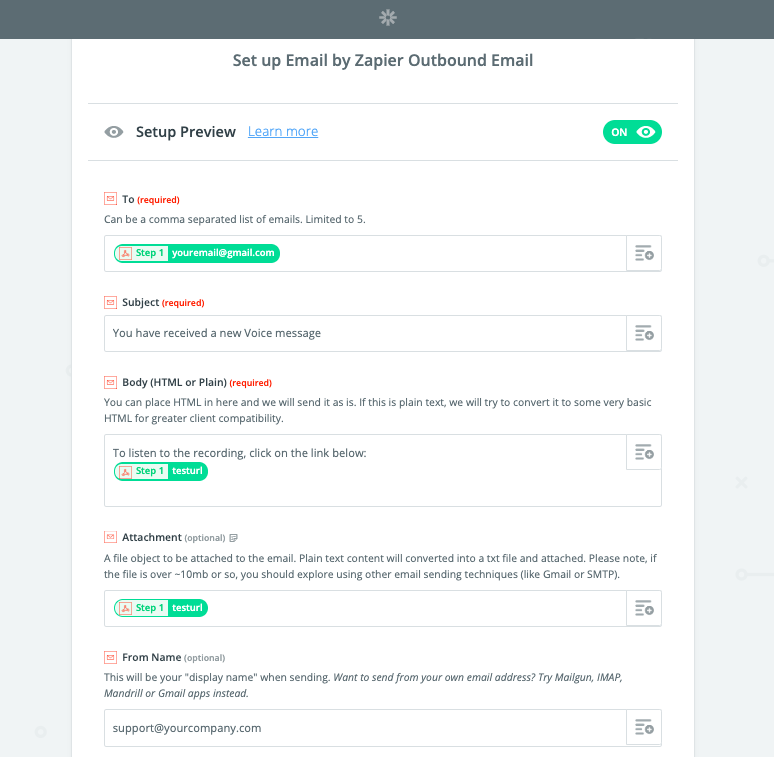 Set up Email by Zapier Outbound Email
Setup Preview Learn more ON
To (required)
Can be a comma separated list of emails. Limited to 5.
Step 1 youremail@gmail.com
Subject (required)
You have received a new Voice message
Body (HTML or Plain) (required)
You can place HTML in here and we will send it as is. If this is plain text, we will try to convert it to some very basic
HTML for greater client compatibility.
To listen to the recording, click on the link below:
Step 1 testurl
Attachment (optional)
A file object to be attached to the email. Plain text content will converted into a txt file and attached. Please note, if
the file is over ~10mb or so, you should explore using other email sending techniques (like Gmail or SMTP).
Step 1 testurl
From Name (optional)
This will be your "display name" when sending. Want to send from your own email address? Try Mailgun, IMAP,
Mandrill or Gmail apps instead.
support@yourcompany.com